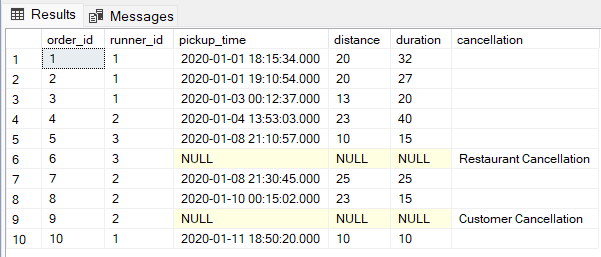 Results Messages
order_id runner_id pickup_time distance duration cancellation
1 1 1 2020-01-01 18:15:34.000 20 32
2 2 1 2020-01-01 19:10:54.000 20 27
3 3 1 2020-01-03 00:12:37.000 13 20
4 4 2 2020-01-04 13:53:03.000 23 40
5 5 3 2020-01-08 21:10:57.000 10 15
6 6 3 NULL NULL NULL Restaurant Cancellation
7 7 2 2020-01-08 21:30:45.000 25 25
8 8 2 2020-01-10 00:15:02.000 23 15
9 9 2 NULL NULL NULL Customer Cancellation
10 10 1 2020-01-11 18:50:20.000 10 10